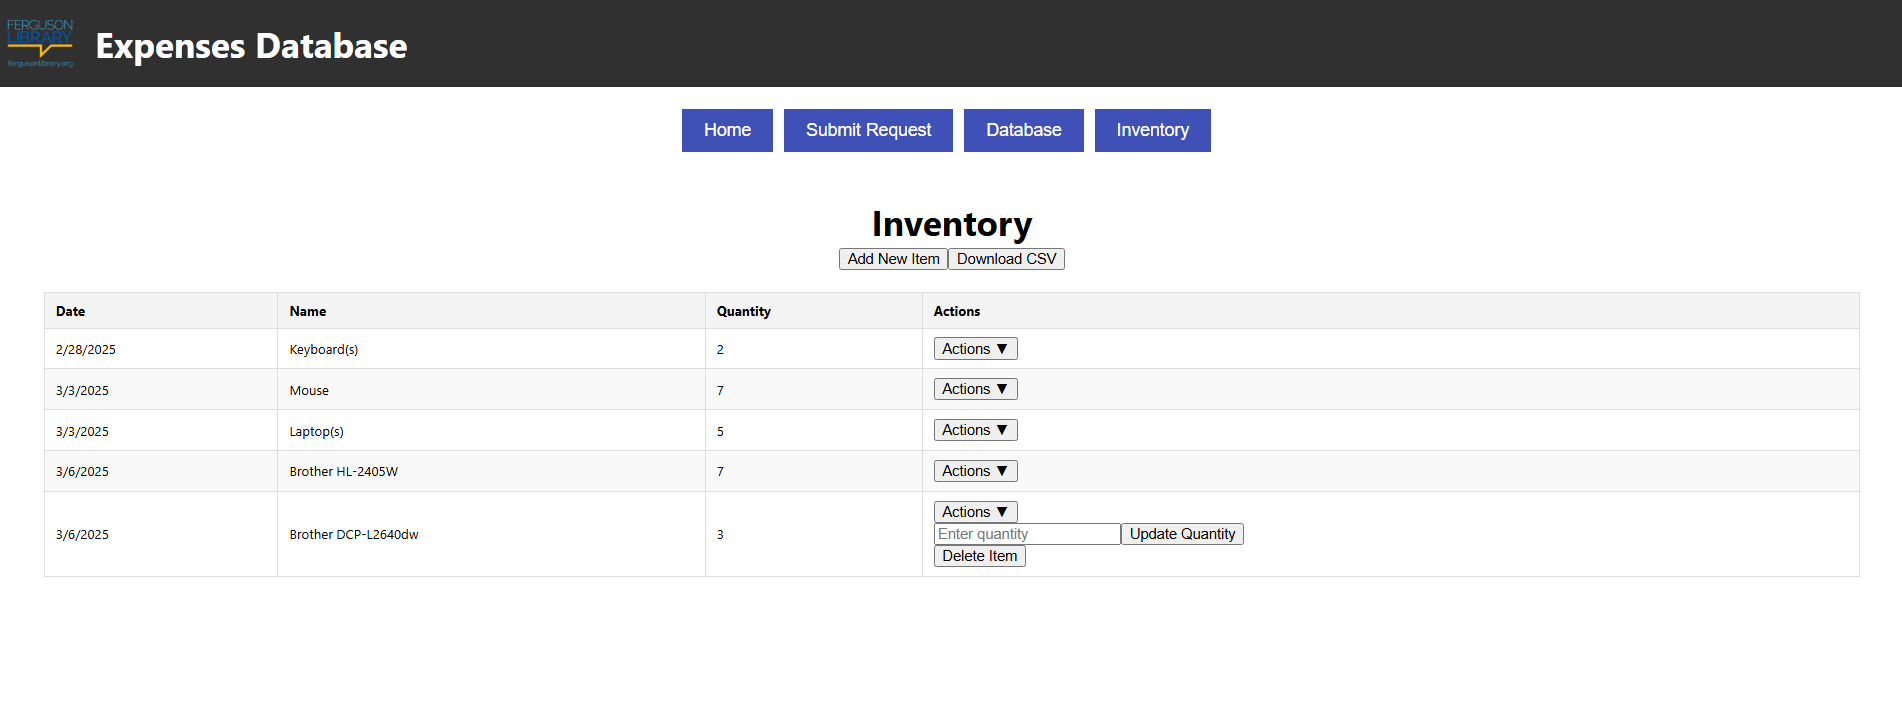 FERGUSON
LIBRARY
fergusonlibrary.org
Expenses Database
Home Submit Request Database Inventory
Inventory
Add New Item Download CSV
Date Name Quantity Actions
2/28/2025 Keyboard(s) 2 Actions ▼
3/3/2025 Mouse 7 Actions ▼
3/3/2025 Laptop(s) 5 Actions ▼
3/6/2025 Brother HL-2405W 7 Actions ▼
3/6/2025 Brother DCP-L2640dw 3 Actions ▼
Enter quantity Update Quantity
Delete Item